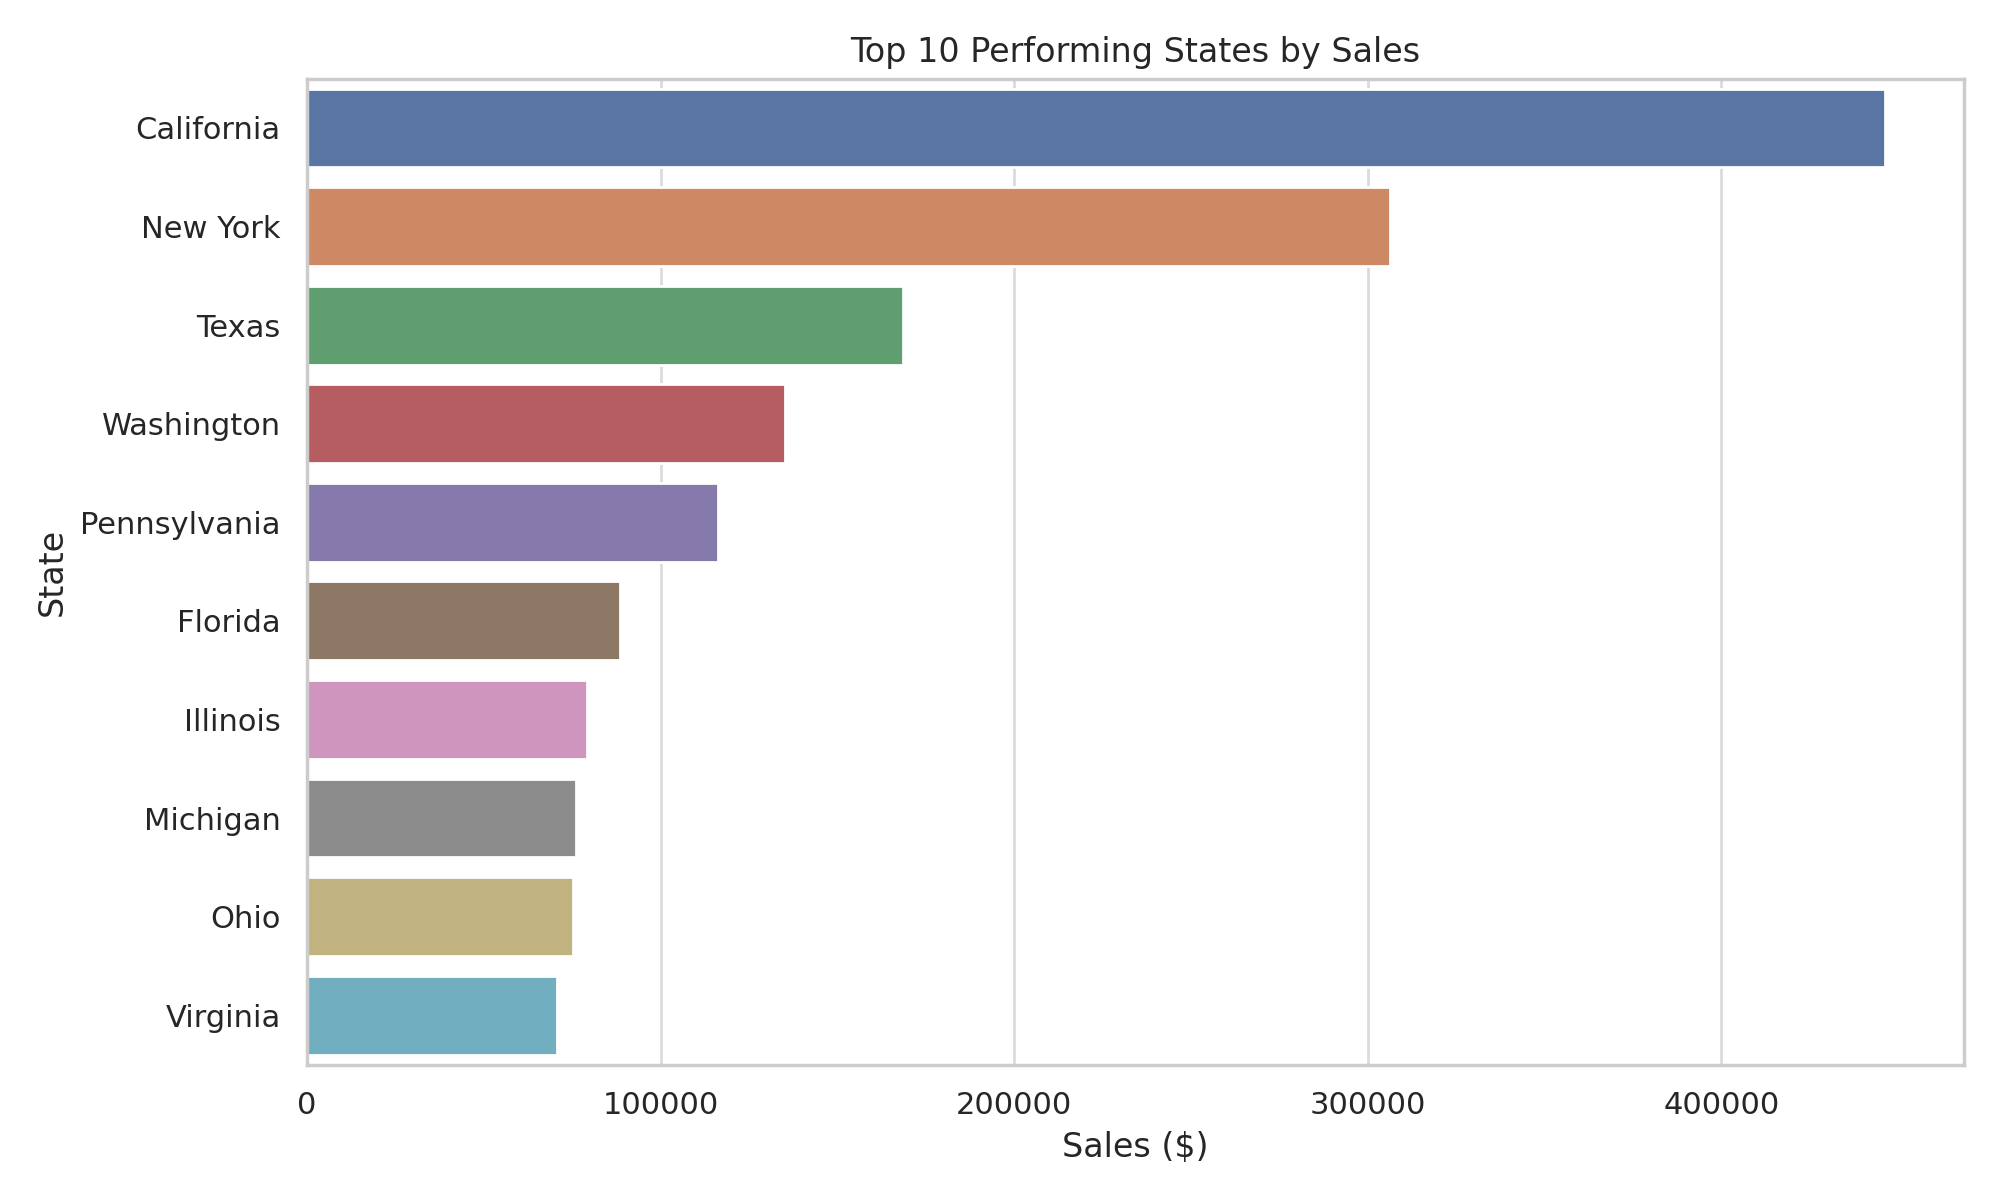 Top 10 Performing States by Sales
California
New York
Texas
Washington
Pennsylvania
Florida
Illinois
Michigan
Ohio
Virginia
State
0 100000 200000 300000 400000
Sales ($)